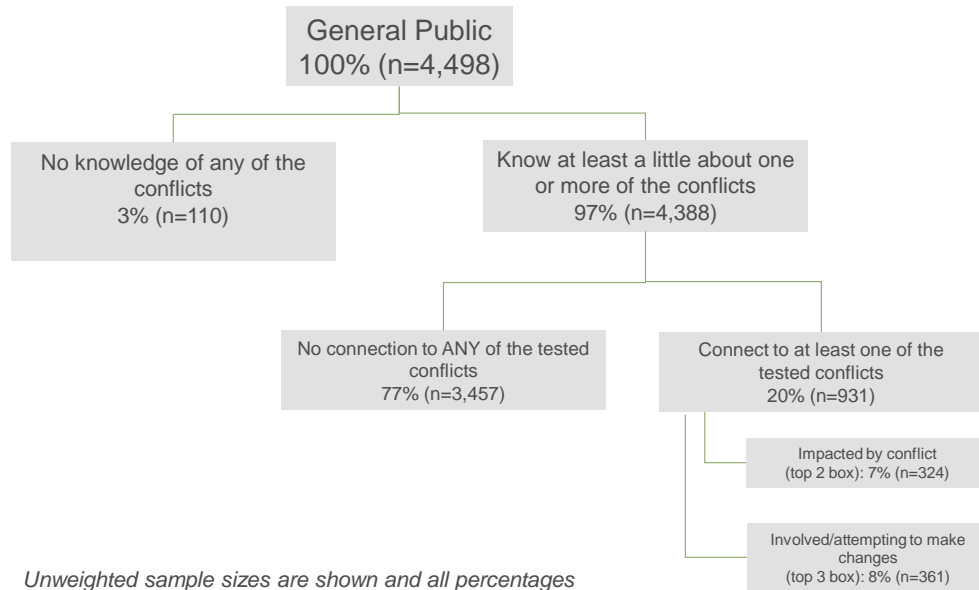 General Public
100% (n=4,498)
No knowledge of any of the
conflicts
3% (n=110)
Know at least a little about one
or more of the conflicts
97% (n=4,388)
No connection to ANY of the tested
conflicts
77% (n=3,457)
Connect to at least one of the
tested conflicts
20% (n=931)
Impacted by conflict
(top 2 box): 7% (n=324)
Involved/attempting to make
changes
(top 3 box): 8% (n=361)
Unweighted sample sizes are shown and all percentages